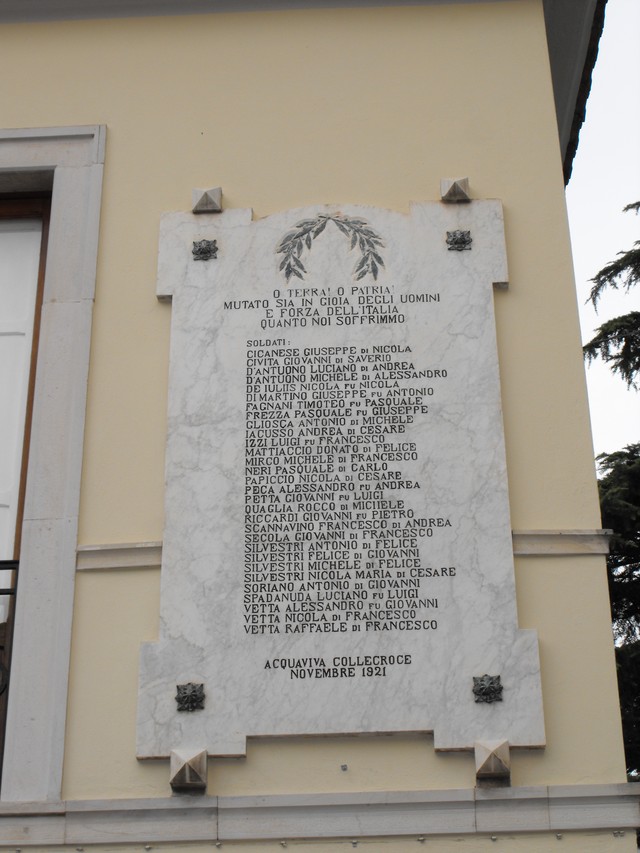 O TERRA! O PATRIA!
MUTATO SIA IN GIOIA DEGLI UOMINI
E FORZA DELL'ITALIA
QUANTO NOI SOFFRIMMO
SOLDATI:
CICANESE GIUSEPPE DI NICOLA
CIVITA GIOVANNI DI SAVERIO
D'ANTUONO LUCIANO DI ANDREA
D'ANTUONO MICHELE DI ALESSANDRO
DE IULIIS NICOLA FU NICOLA
DI MARTINO GIUSEPPE FU ANTONIO
FAGNANI TIMOTEO FU PASQUALE
FREZZA PASQUALE FU GIUSEPPE
GLIOSCA ANTONIO DI MICHELE
IACUSSO ANDREA DI CESARE
IZZI LUIGI FU FRANCESCO
MATTIACCIO DONATO DI FELICE
MIRCO MICHELE DI FRANCESCO
NERI PASQUALE DI CARLO
PAPICCIO NICOLA DI CESARE
PECA ALESSANDRO FU ANDREA
PETTA GIOVANNI FU LUIGI
QUAGLIA ROCCO DI MICHELE
RICCARDI GIOVANNI FU PIETRO
SCANNAVINO FRANCESCO DI ANDREA
SECOLA GIOVANNI DI FRANCESCO
SILVESTRI ANTONIO DI FELICE
SILVESTRI FELICE DI GIOVANNI
SILVESTRI MICHELE DI FELICE
SILVESTRI NICOLA MARIA DI CESARE
SORIANO ANTONIO DI GIOVANNI
SPADANUDA LUCIANO FU LUIGI
VETTA ALESSANDRO FU GIOVANNI
VETTA NICOLA DI FRANCESCO
VETTA RAFFAELE DI FRANCESCO
ACQUAVIVA COLLECROCE
NOVEMBRE 1921